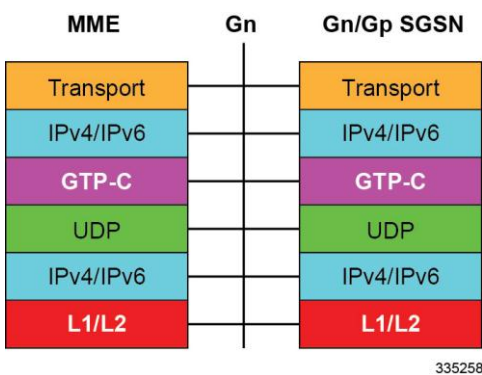 MME Gn Gn/Gp SGSN
Transport Transport
IPv4/IPv6 IPv4/IPv6
GTP-C GTP-C
UDP UDP
IPv4/IPv6 IPv4/IPv6
L1/L2 L1/L2
335258